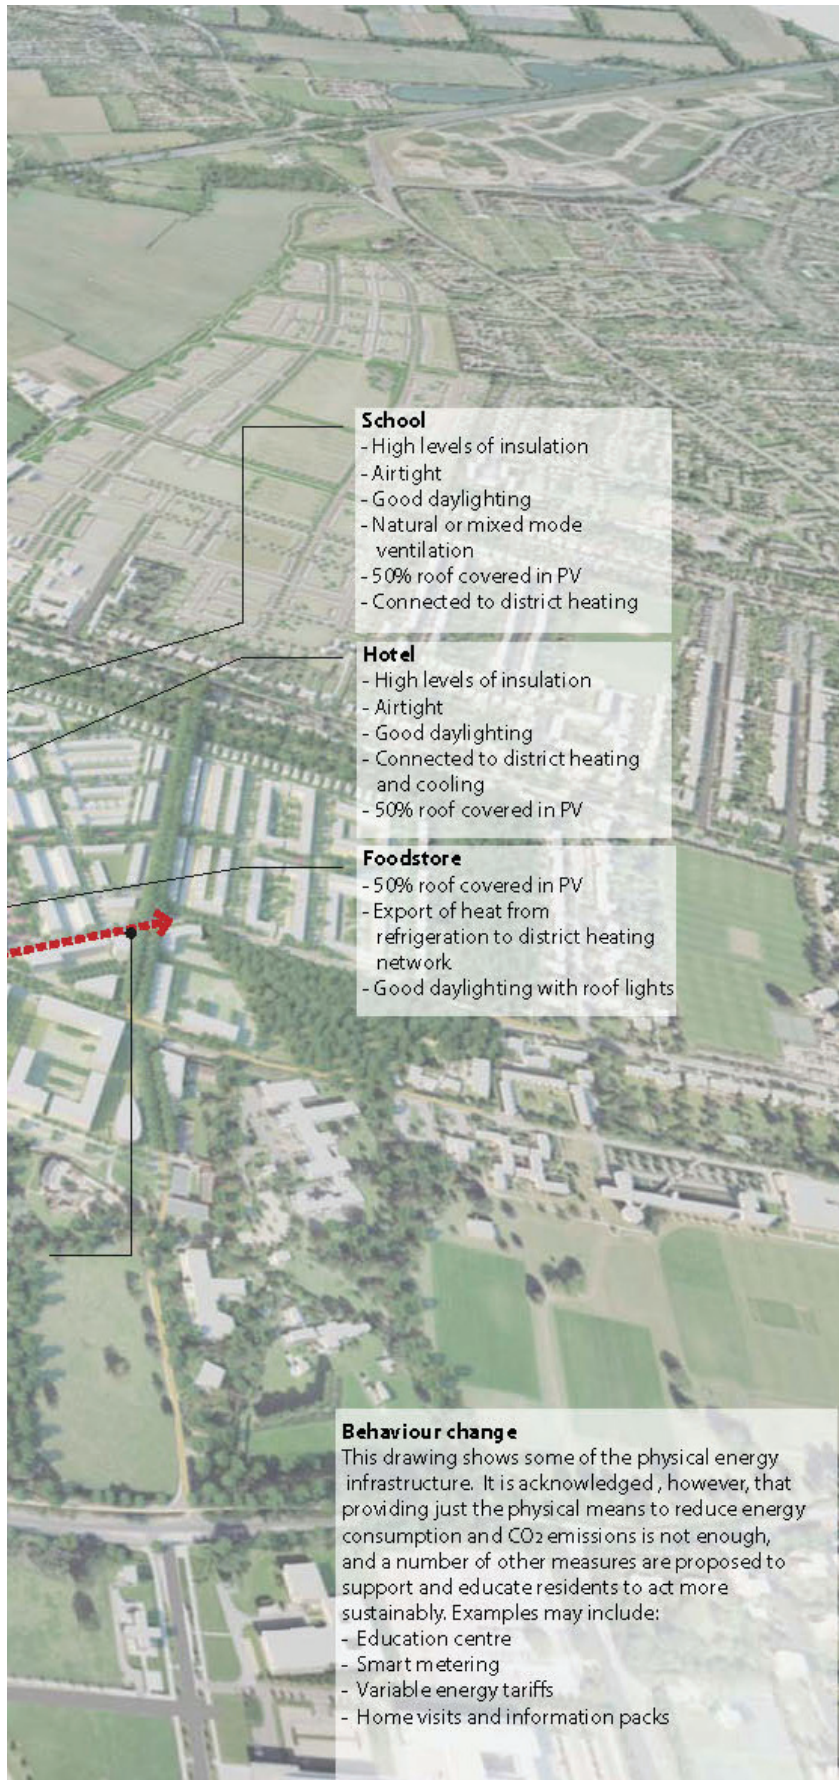 School
- High levels of insulation
- Airtight
- Good daylighting
- Natural or mixed mode
ventilation
- 50% roof covered in PV
- Connected to district heating
Hotel
- High levels of insulation
- Airtight
- Good daylighting
- Connected to district heating
and cooling
- 50% roof covered in PV
Foodstore
- 50% roof covered in PV
- Export of heat from
refrigeration to district heating
network
- Good daylighting with roof lights
Behaviour change
This drawing shows some of the physical energy
infrastructure. It is acknowledged , however, that
providing just the physical means to reduce energy
consumption and CO2 emissions is not enough,
and a number of other measures are proposed to
support and educate residents to act more
sustainably. Examples may include:
- Education centre
- Smart metering
- Variable energy tariffs
- Home visits and information packs